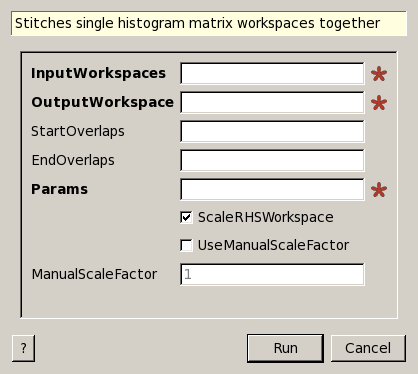 Stitches single histogram matrix workspaces together
InputWorkspaces *
OutputWorkspace *
StartOverlaps
EndOverlaps
Params *
ScaleRHSWorkspace
UseManualScaleFactor
ManualScaleFactor 1
? Run Cancel